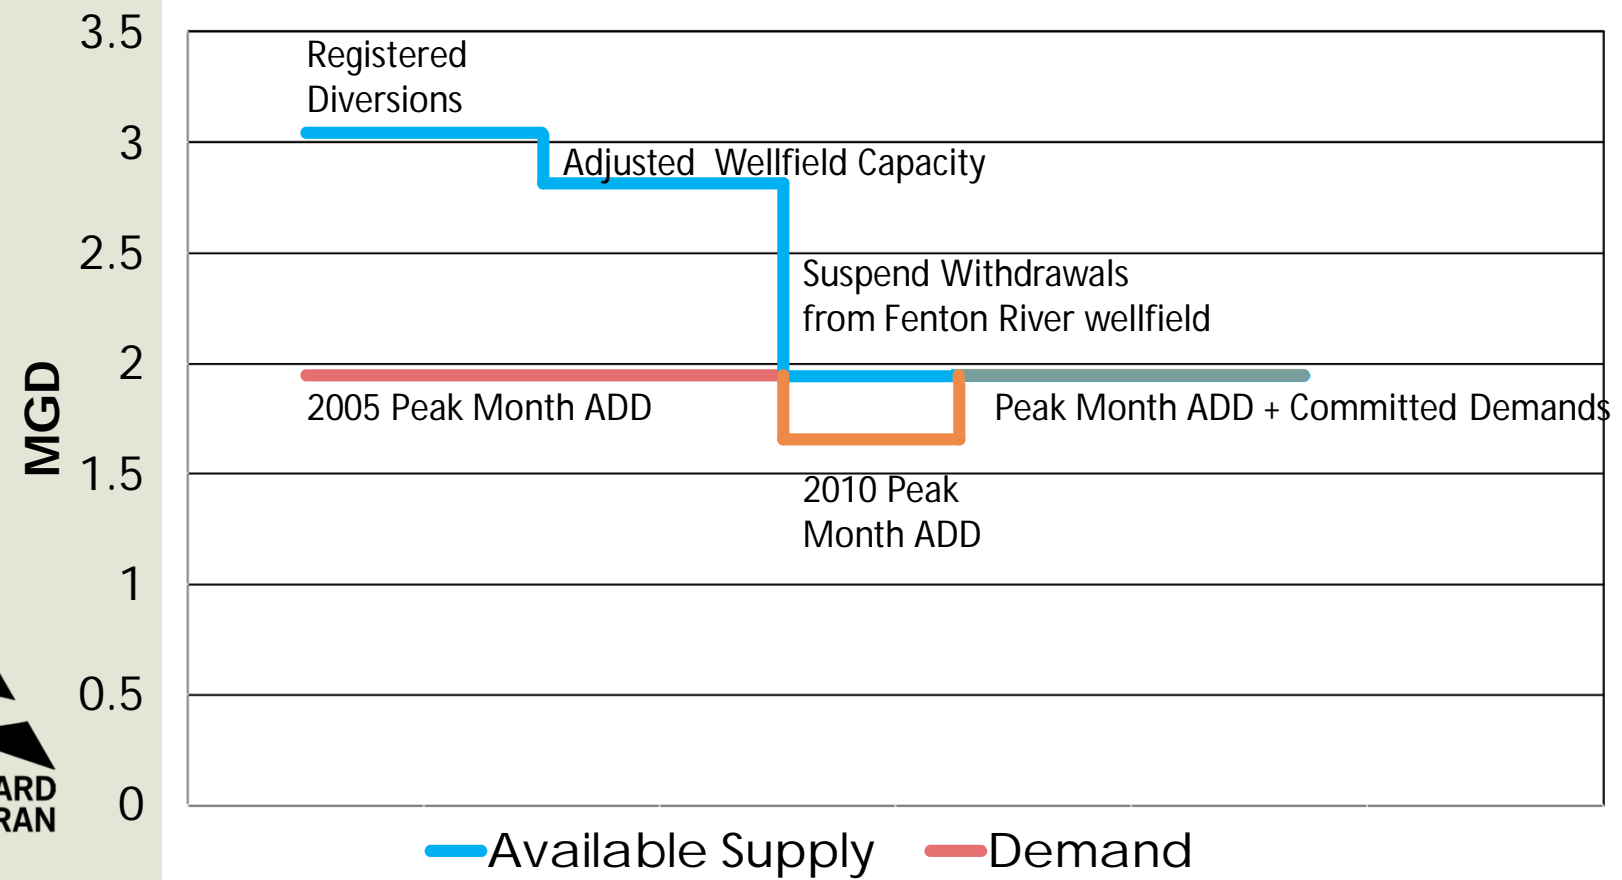 3.5
3
2.5
2
1.5
1
0.5
0
MGD
Registered
Diversions
Adjusted Wellfield Capacity
Suspend Withdrawals
from Fenton River wellfield
2005 Peak Month ADD
Peak Month ADD + Committed Demands
2010 Peak
Month ADD
Available Supply
Demand
ARD
RAN